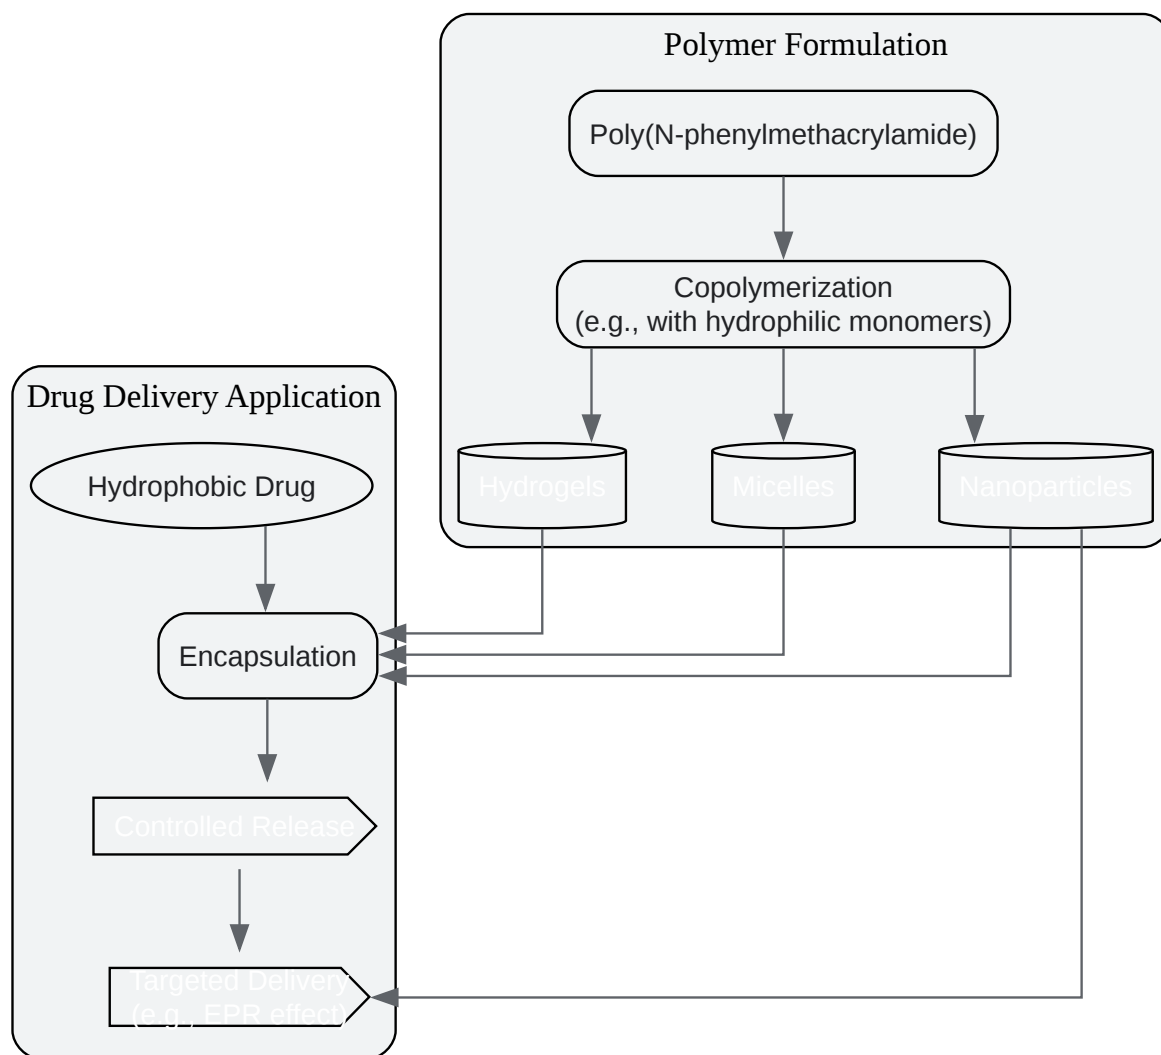 Polymer Formulation
Poly(N-phenylmethacrylamide)
Copolymerization
(e.g., with hydrophilic monomers)
Hydrogels
Micelles
Nanoparticles
Drug Delivery Application
Hydrophobic Drug
Encapsulation
Controlled Release
Targeted Delivery
(e.g., EPR effect)